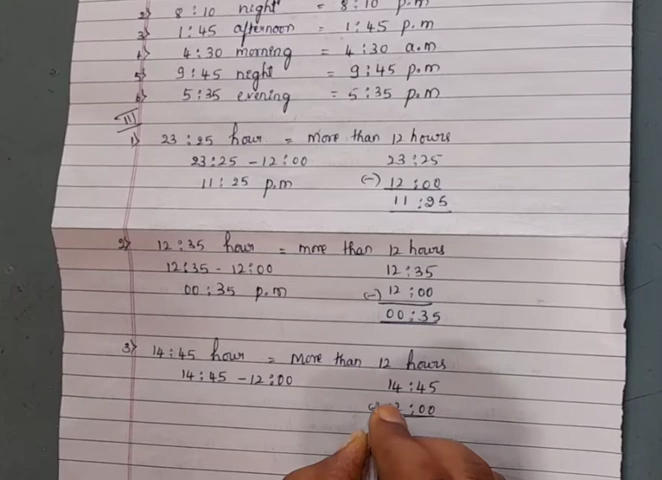 2) 8:10 night = 8:10 p.m
3) 1:45 afternoon = 1:45 p.m
4) 4:30 morning = 4:30 a.m
5) 9:45 night = 9:45 p.m
6) 5:35 evening = 5:35 p.m
III
1) 23:25 hour = more than 12 hours
23:25 - 12:00 23:25
11:25 p.m (-) 12:00
11:25
2) 12:35 hour = more than 12 hours
12:35 - 12:00 12:35
00:35 p.m (-) 12:00
00:35
3) 14:45 hour = more than 12 hours
14:45 - 12:00 14:45
:00